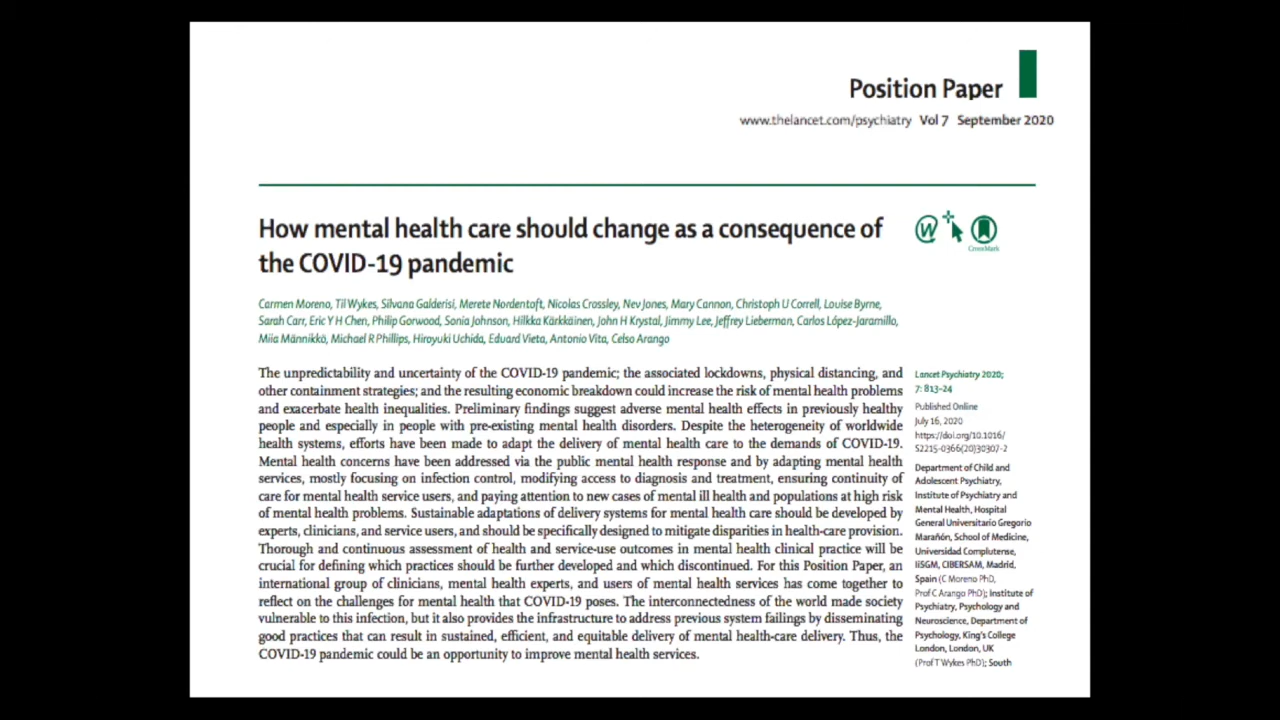 Position Paper
www.thelancet.com/psychiatry Vol 7 September 2020
How mental health care should change as a consequence of
the COVID-19 pandemic
CrossMark
Carmen Moreno, Til Wykes, Silvana Galderisi, Merete Nordentoft, Nicolas Crossley, Nev Jones, Mary Cannon, Christoph U Correll, Louise Byrne,
Sarah Carr, Eric Y H Chen, Philip Gorwood, Sonia Johnson, Hilkka Kärkkäinen, John H Krystal, Jimmy Lee, Jeffrey Lieberman, Carlos López-Jaramillo,
Miia Männikkö, Michael R Phillips, Hiroyuki Uchida, Eduard Vieta, Antonio Vita, Celso Arango
The unpredictability and uncertainty of the COVID-19 pandemic; the associated lockdowns, physical distancing, and
other containment strategies; and the resulting economic breakdown could increase the risk of mental health problems
and exacerbate health inequalities. Preliminary findings suggest adverse mental health effects in previously healthy
people and especially in people with pre-existing mental health disorders. Despite the heterogeneity of worldwide
health systems, efforts have been made to adapt the delivery of mental health care to the demands of COVID-19.
Mental health concerns have been addressed via the public mental health response and by adapting mental health
services, mostly focusing on infection control, modifying access to diagnosis and treatment, ensuring continuity of
care for mental health service users, and paying attention to new cases of mental ill health and populations at high risk
of mental health problems. Sustainable adaptations of delivery systems for mental health care should be developed by
experts, clinicians, and service users, and should be specifically designed to mitigate disparities in health-care provision.
Thorough and continuous assessment of health and service-use outcomes in mental health clinical practice will be
crucial for defining which practices should be further developed and which discontinued. For this Position Paper, an
international group of clinicians, mental health experts, and users of mental health services has come together to
reflect on the challenges for mental health that COVID-19 poses. The interconnectedness of the world made society
vulnerable to this infection, but it also provides the infrastructure to address previous system failings by disseminating
good practices that can result in sustained, efficient, and equitable delivery of mental health-care delivery. Thus, the
COVID-19 pandemic could be an opportunity to improve mental health services.
Lancet Psychiatry 2020;
7: 813–24
Published Online
July 16, 2020
https://doi.org/10.1016/
S2215-0366(20)30307-2
Department of Child and
Adolescent Psychiatry,
Institute of Psychiatry and
Mental Health, Hospital
General Universitario Gregorio
Marañón, School of Medicine,
Universidad Complutense,
IiSGM, CIBERSAM, Madrid,
Spain (C Moreno PhD,
Prof C Arango PhD); Institute of
Psychiatry, Psychology and
Neuroscience, Department of
Psychology, King's College
London, London, UK
(Prof T Wykes PhD); South